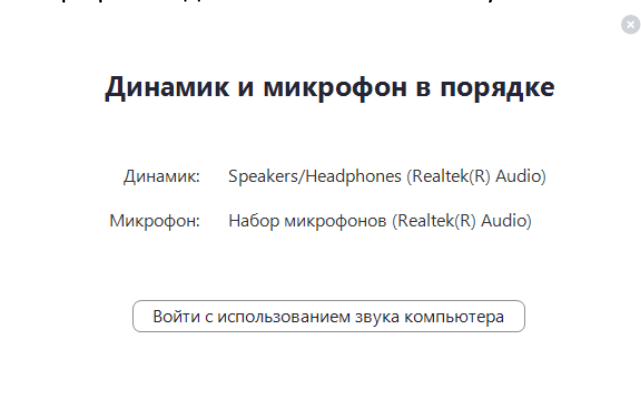 Динамик и микрофон в порядке
Динамик: Speakers/Headphones (Realtek(R) Audio)
Микрофон: Набор микрофонов (Realtek(R) Audio)
Войти с использованием звука компьютера